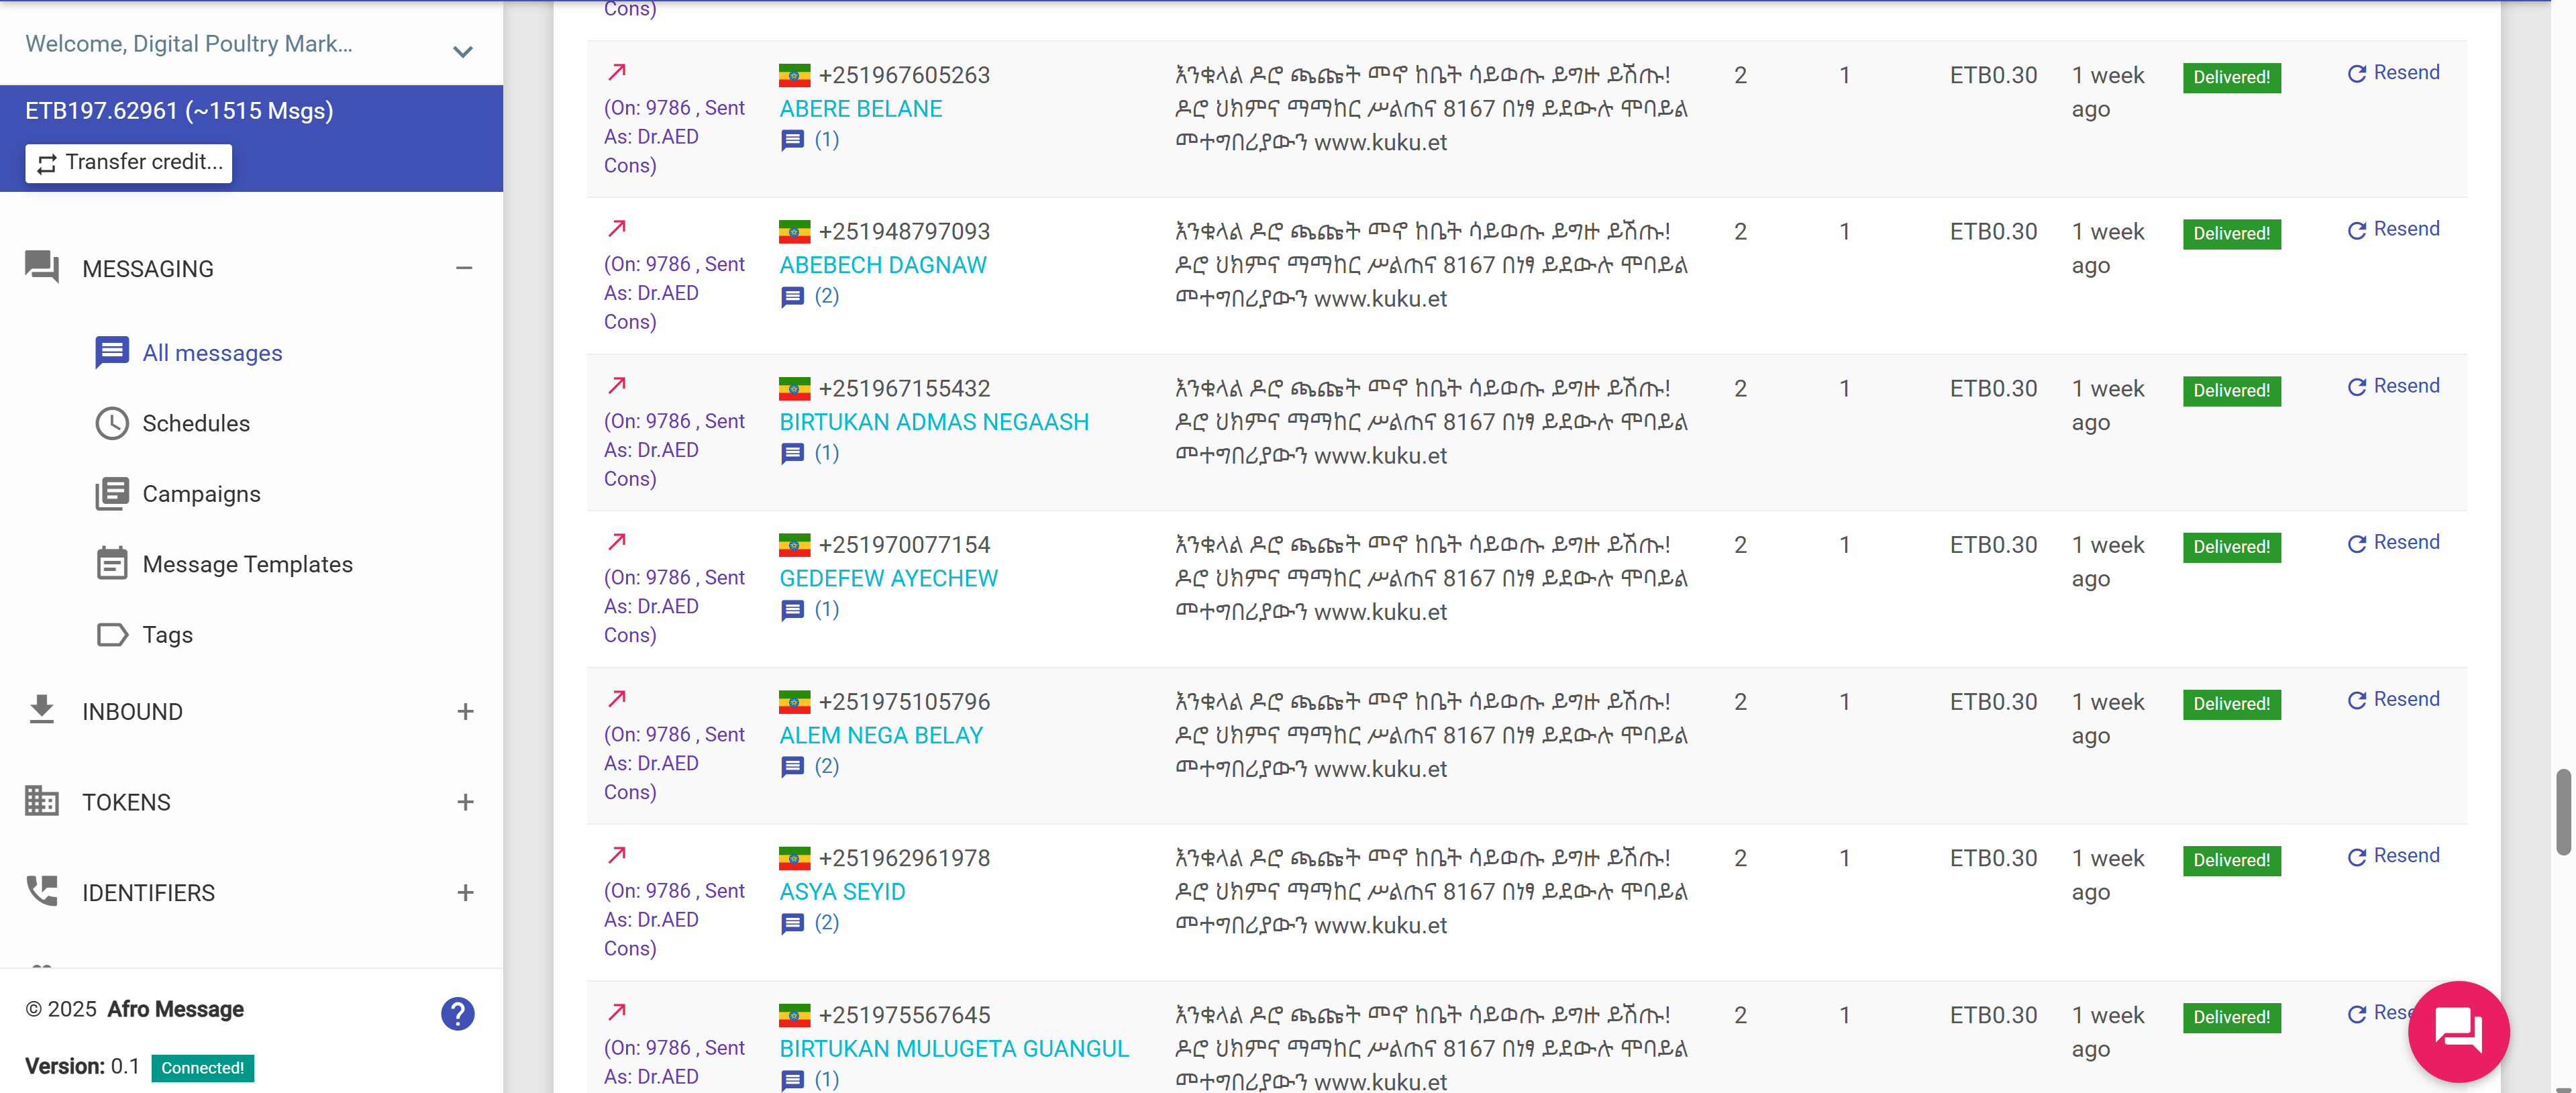 Welcome, Digital Poultry Mark...
ETB197.62961 (~1515 Msgs)
Transfer credit...
MESSAGING
All messages
Schedules
Campaigns
Message Templates
Tags
INBOUND
TOKENS
IDENTIFIERS
© 2025 Afro Message
Version: 0.1 Connected!
Cons)
(On: 9786 , Sent
As: Dr.AED
Cons)
+251967605263
ABERE BELANE
(1)
እንቁላል ዶሮ ጫጩት መኖ ከቤት ሳይወጡ ይግዙ ይሽጡ!
ዶሮ ህክምና ማማከር ሥልጠና 8167 በነፃ ይደውሉ ሞባይል
መተግበሪያውን www.kuku.et
2
1
ETB0.30
1 week
ago
Delivered!
Resend
(On: 9786 , Sent
As: Dr.AED
Cons)
+251948797093
ABEBECH DAGNAW
(2)
እንቁላል ዶሮ ጫጩት መኖ ከቤት ሳይወጡ ይግዙ ይሽጡ!
ዶሮ ህክምና ማማከር ሥልጠና 8167 በነፃ ይደውሉ ሞባይል
መተግበሪያውን www.kuku.et
2
1
ETB0.30
1 week
ago
Delivered!
Resend
(On: 9786 , Sent
As: Dr.AED
Cons)
+251967155432
BIRTUKAN ADMAS NEGAASH
(1)
እንቁላል ዶሮ ጫጩት መኖ ከቤት ሳይወጡ ይግዙ ይሽጡ!
ዶሮ ህክምና ማማከር ሥልጠና 8167 በነፃ ይደውሉ ሞባይል
መተግበሪያውን www.kuku.et
2
1
ETB0.30
1 week
ago
Delivered!
Resend
(On: 9786 , Sent
As: Dr.AED
Cons)
+251970077154
GEDEFEW AYECHEW
(1)
እንቁላል ዶሮ ጫጩት መኖ ከቤት ሳይወጡ ይግዙ ይሽጡ!
ዶሮ ህክምና ማማከር ሥልጠና 8167 በነፃ ይደውሉ ሞባይል
መተግበሪያውን www.kuku.et
2
1
ETB0.30
1 week
ago
Delivered!
Resend
(On: 9786 , Sent
As: Dr.AED
Cons)
+251975105796
ALEM NEGA BELAY
(2)
እንቁላል ዶሮ ጫጩት መኖ ከቤት ሳይወጡ ይግዙ ይሽጡ!
ዶሮ ህክምና ማማከር ሥልጠና 8167 በነፃ ይደውሉ ሞባይል
መተግበሪያውን www.kuku.et
2
1
ETB0.30
1 week
ago
Delivered!
Resend
(On: 9786 , Sent
As: Dr.AED
Cons)
+251962961978
ASYA SEYID
(2)
እንቁላል ዶሮ ጫጩት መኖ ከቤት ሳይወጡ ይግዙ ይሽጡ!
ዶሮ ህክምና ማማከር ሥልጠና 8167 በነፃ ይደውሉ ሞባይል
መተግበሪያውን www.kuku.et
2
1
ETB0.30
1 week
ago
Delivered!
Resend
(On: 9786 , Sent
As: Dr.AED
+251975567645
BIRTUKAN MULUGETA GUANGUL
(1)
እንቁላል ዶሮ ጫጩት መኖ ከቤት ሳይወጡ ይግዙ ይሽጡ!
ዶሮ ህክምና ማማከር ሥልጠና 8167 በነፃ ይደውሉ ሞባይል
መተግበሪያውን www.kuku.et
2
1
ETB0.30
1 week
ago
Delivered!